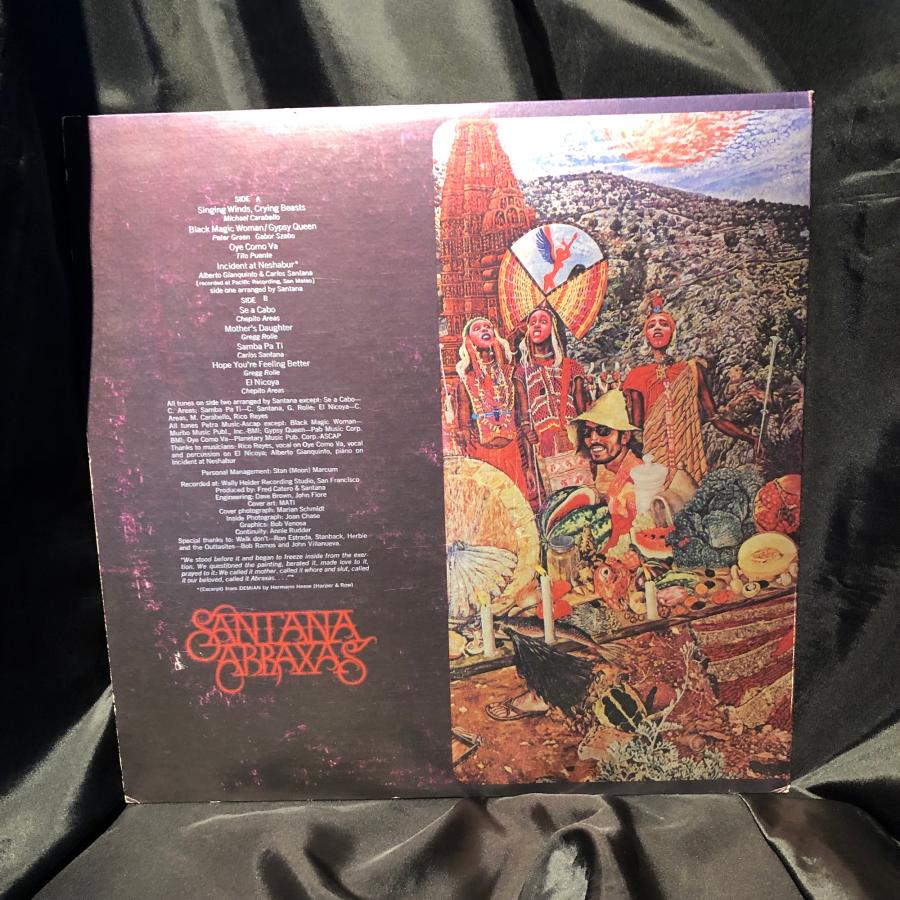 SIDE A
Singing Winds, Crying Beasts
Michael Carabello
Black Magic Woman/Gypsy Queen
Peter Green Gabor Szabo
Oye Como Va
Tito Puente
Incident at Neshabur*
Alberto Gianquinto & Carlos Santana
(recorded at Pacific Recording, San Mateo)
side one arranged by Santana
SIDE B
Se a Cabo
Chepito Areas
Mother's Daughter
Gregg Rolie
Samba Pa Ti
Carlos Santana
Hope You're Feeling Better
Gregg Rolie
El Nicoya
Chepito Areas
All tunes on side two arranged by Santana except: Se a Cabo—
C. Areas; Samba Pa Ti—C. Santana, G. Rolie; El Nicoya—C.
Areas, M. Carabello, Rico Reyes
All tunes Petra Music-Ascap except: Black Magic Woman—
Murbo Music Publ., Inc.-BMI; Gypsy Queen—Pab Music Corp.
BMI; Oye Como Va—Planetary Music Pub. Corp.-ASCAP
Thanks to musicians: Rico Reyes, vocal on Oye Como Va, vocal
and percussion on El Nicoya; Alberto Gianquinto, piano on
Incident at Neshabur
Personal Management: Stan (Moon) Marcum
Recorded at: Wally Heider Recording Studio, San Francisco
Produced by: Fred Catero & Santana
Engineering: Dave Brown, John Fiore
Cover art: MATI
Cover photograph: Marian Schmidt
Inside Photograph: Joan Chase
Graphics: Bob Venosa
Continuity: Annie Rudder
Special thanks to: Walk don't—Ron Estrada, Stanback, Herbie
and the Outlasites—Bob Ramos and John Villanueva.
"We stood before it and began to freeze inside from the exer-
tion. We questioned the painting, berated it, made love to it,
prayed to it: We called it mother, called it whore and slut, called
it our beloved, called it Abraxas. . . ."*
*(Excerpt) from DEMIAN by Hermann Hesse (Harper & Row)
SANTANA
ABRAXAS